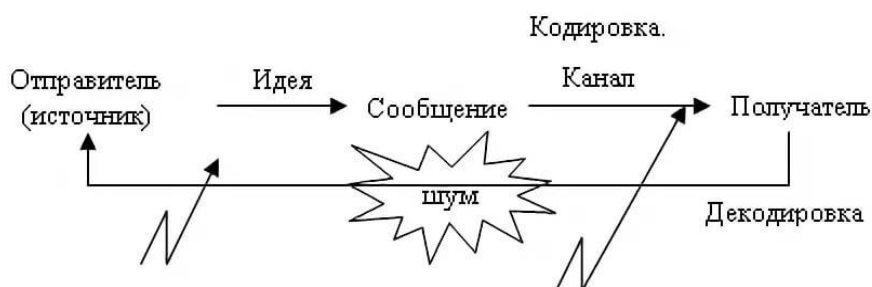 Кодировка.
Отправитель
(источник)
Идея
Сообщение
Канал
Получатель
шум
Декодировка